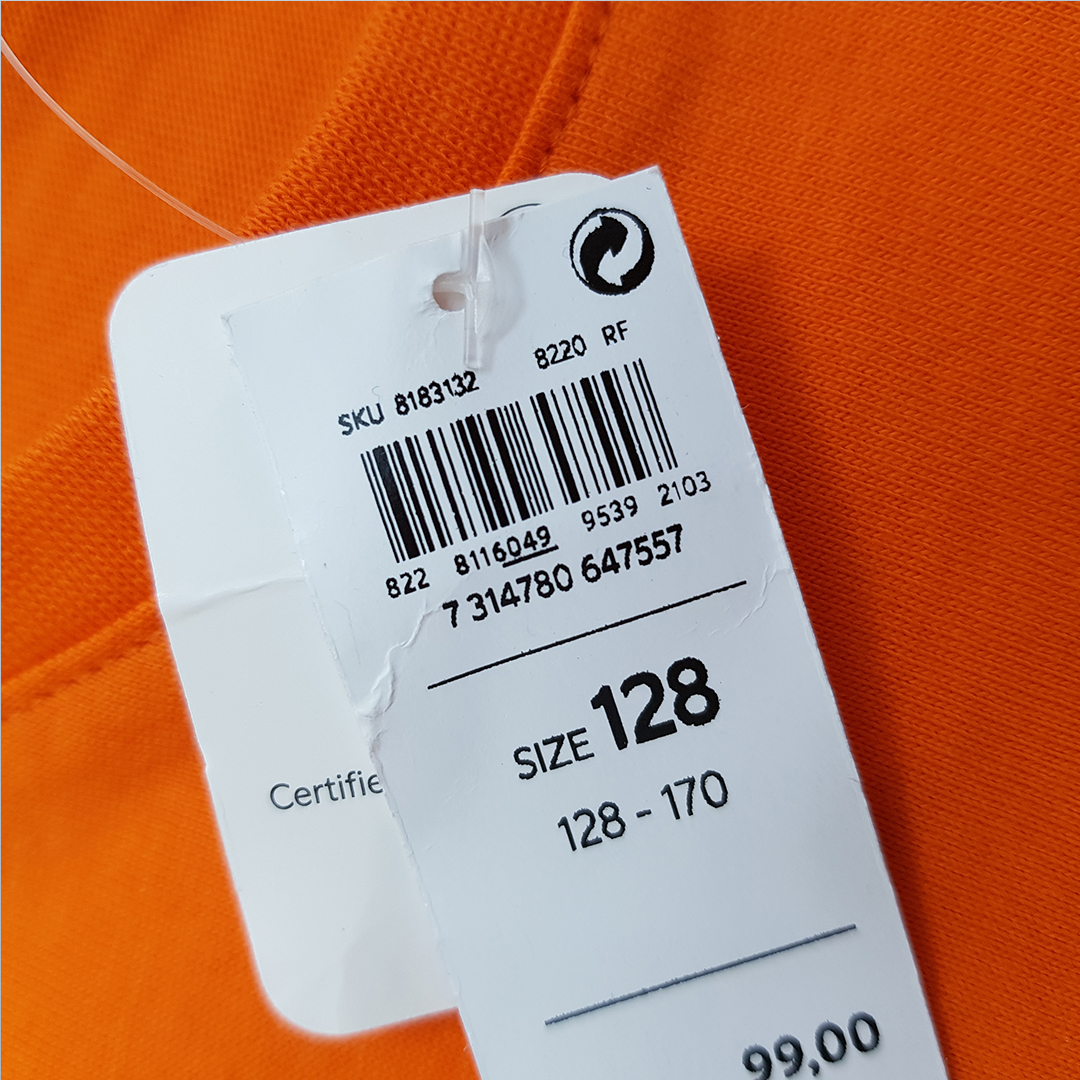 8220 RF
SKU 8183132
822 8116049 9539 2103
7 314780 647557
SIZE 128
128 - 170
Certifie
99,00